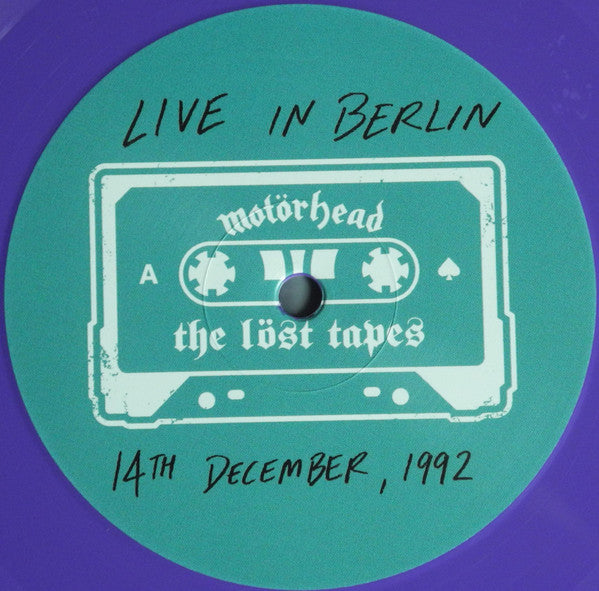 LIVE IN BERLIN
motörhead
A
the löst tapes
14TH DECEMBER, 1992